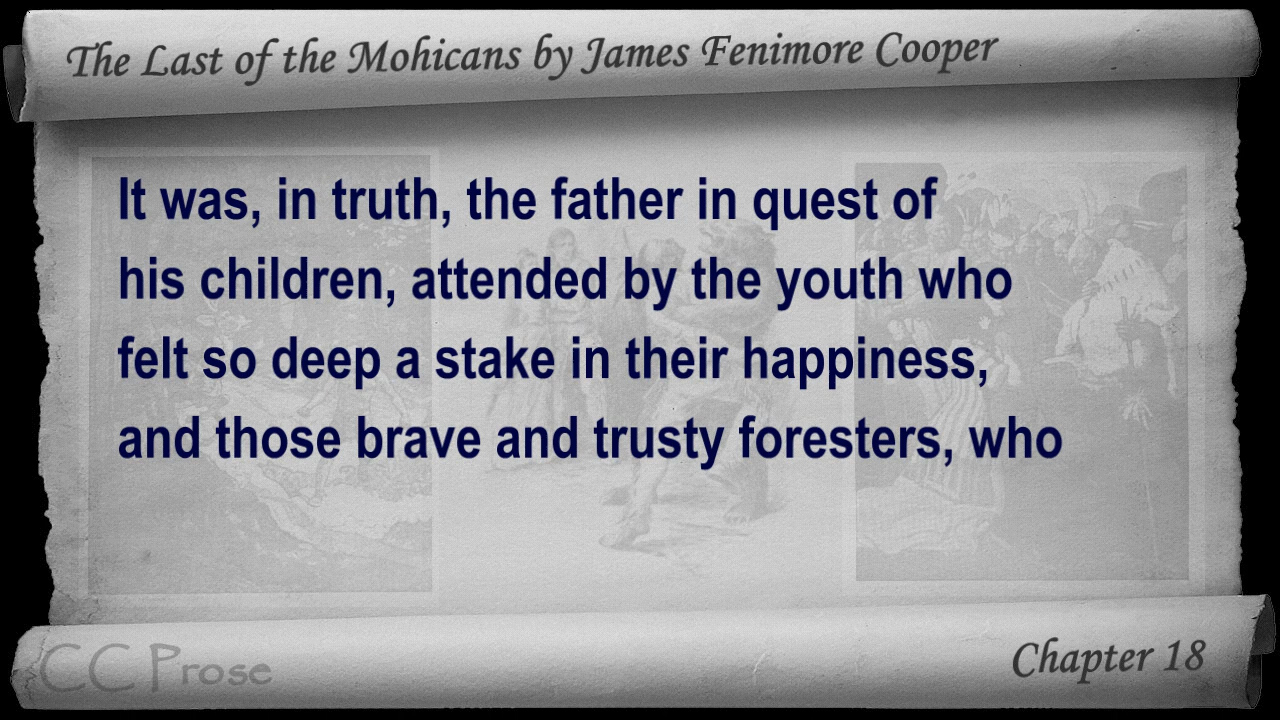 The Last of the Mohicans by James Fenimore Cooper
It was, in truth, the father in quest of
his children, attended by the youth who
felt so deep a stake in their happiness,
and those brave and trusty foresters, who
CC Prose
Chapter 18